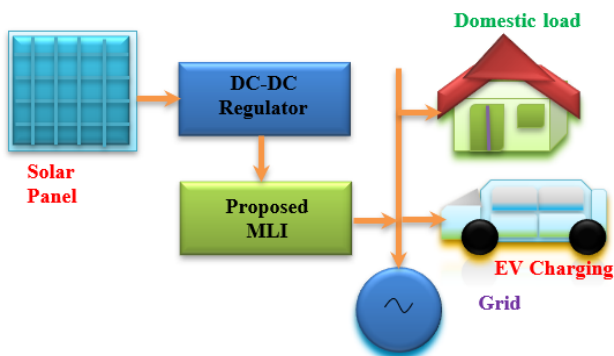 Domestic load
DC-DC
Regulator
Solar
Panel
Proposed
MLI
EV Charging
Grid